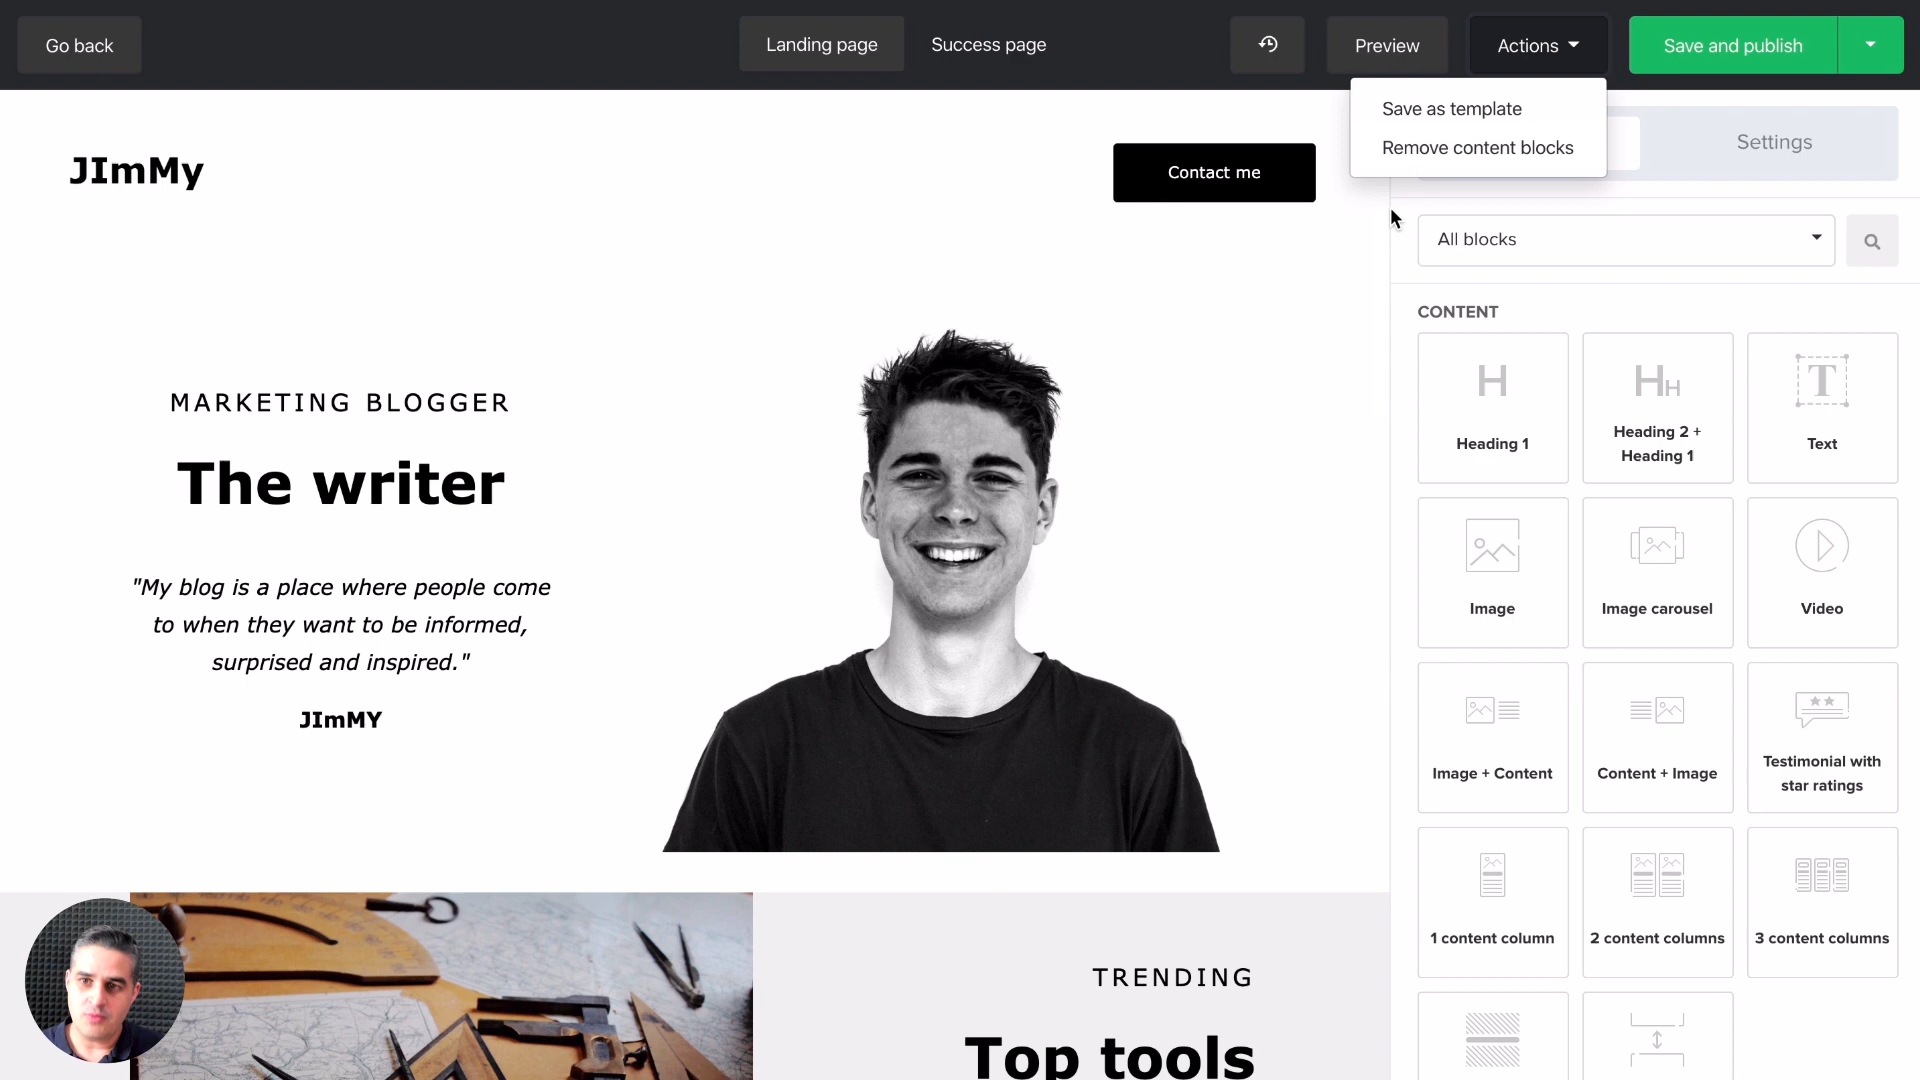 Go back
Landing page
Success page
Preview
Actions
Save and publish
Save as template
Remove content blocks
Settings
JImMy
Contact me
All blocks
MARKETING BLOGGER
The writer
"My blog is a place where people come
to when they want to be informed,
surprised and inspired."
JImMY
CONTENT
H
Heading 1
HH
Heading 2 +
Heading 1
T
Text
Image
Image carousel
Video
Image + Content
Content + Image
Testimonial with
star ratings
1 content column
2 content columns
3 content columns
TRENDING
Top tools